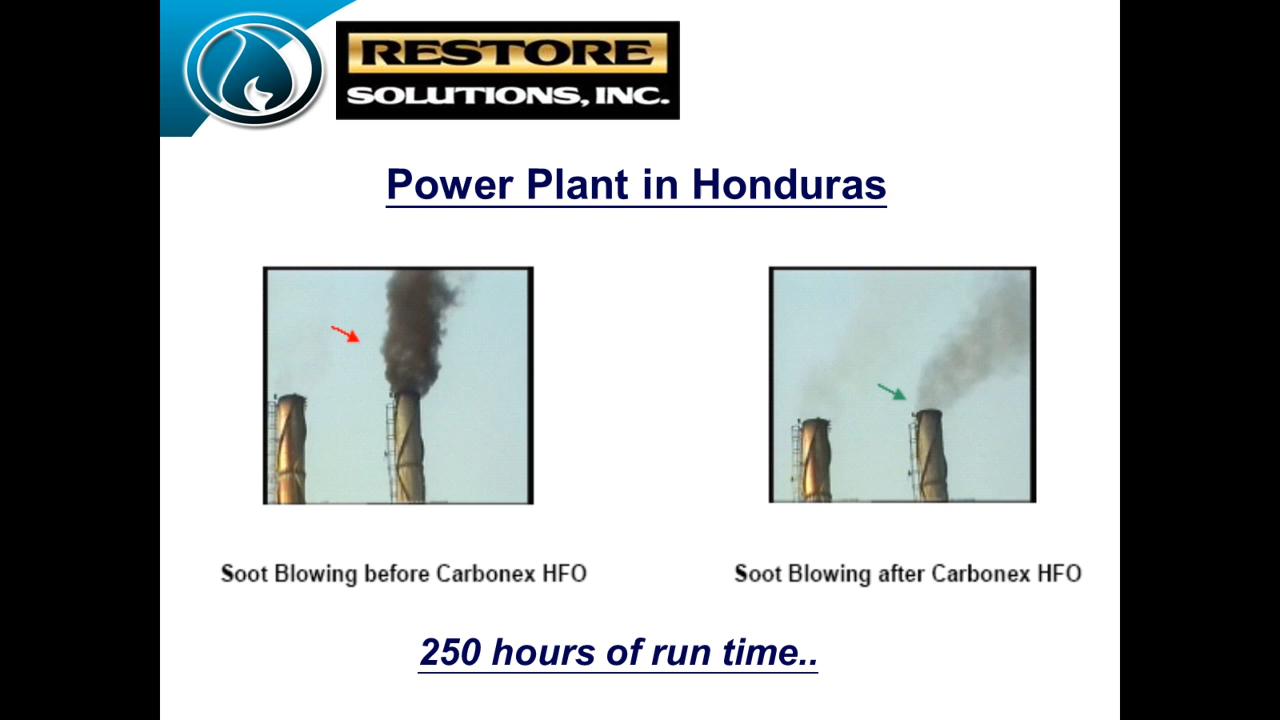 RESTORE
SOLUTIONS, INC.
Power Plant in Honduras
Soot Blowing before Carbonex HFO
Soot Blowing after Carbonex HFO
250 hours of run time..